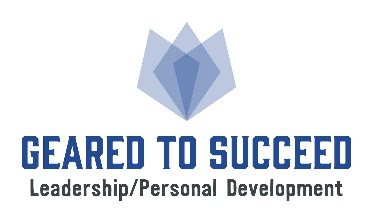 GEARED TO SUCCEED
Leadership/Personal Development